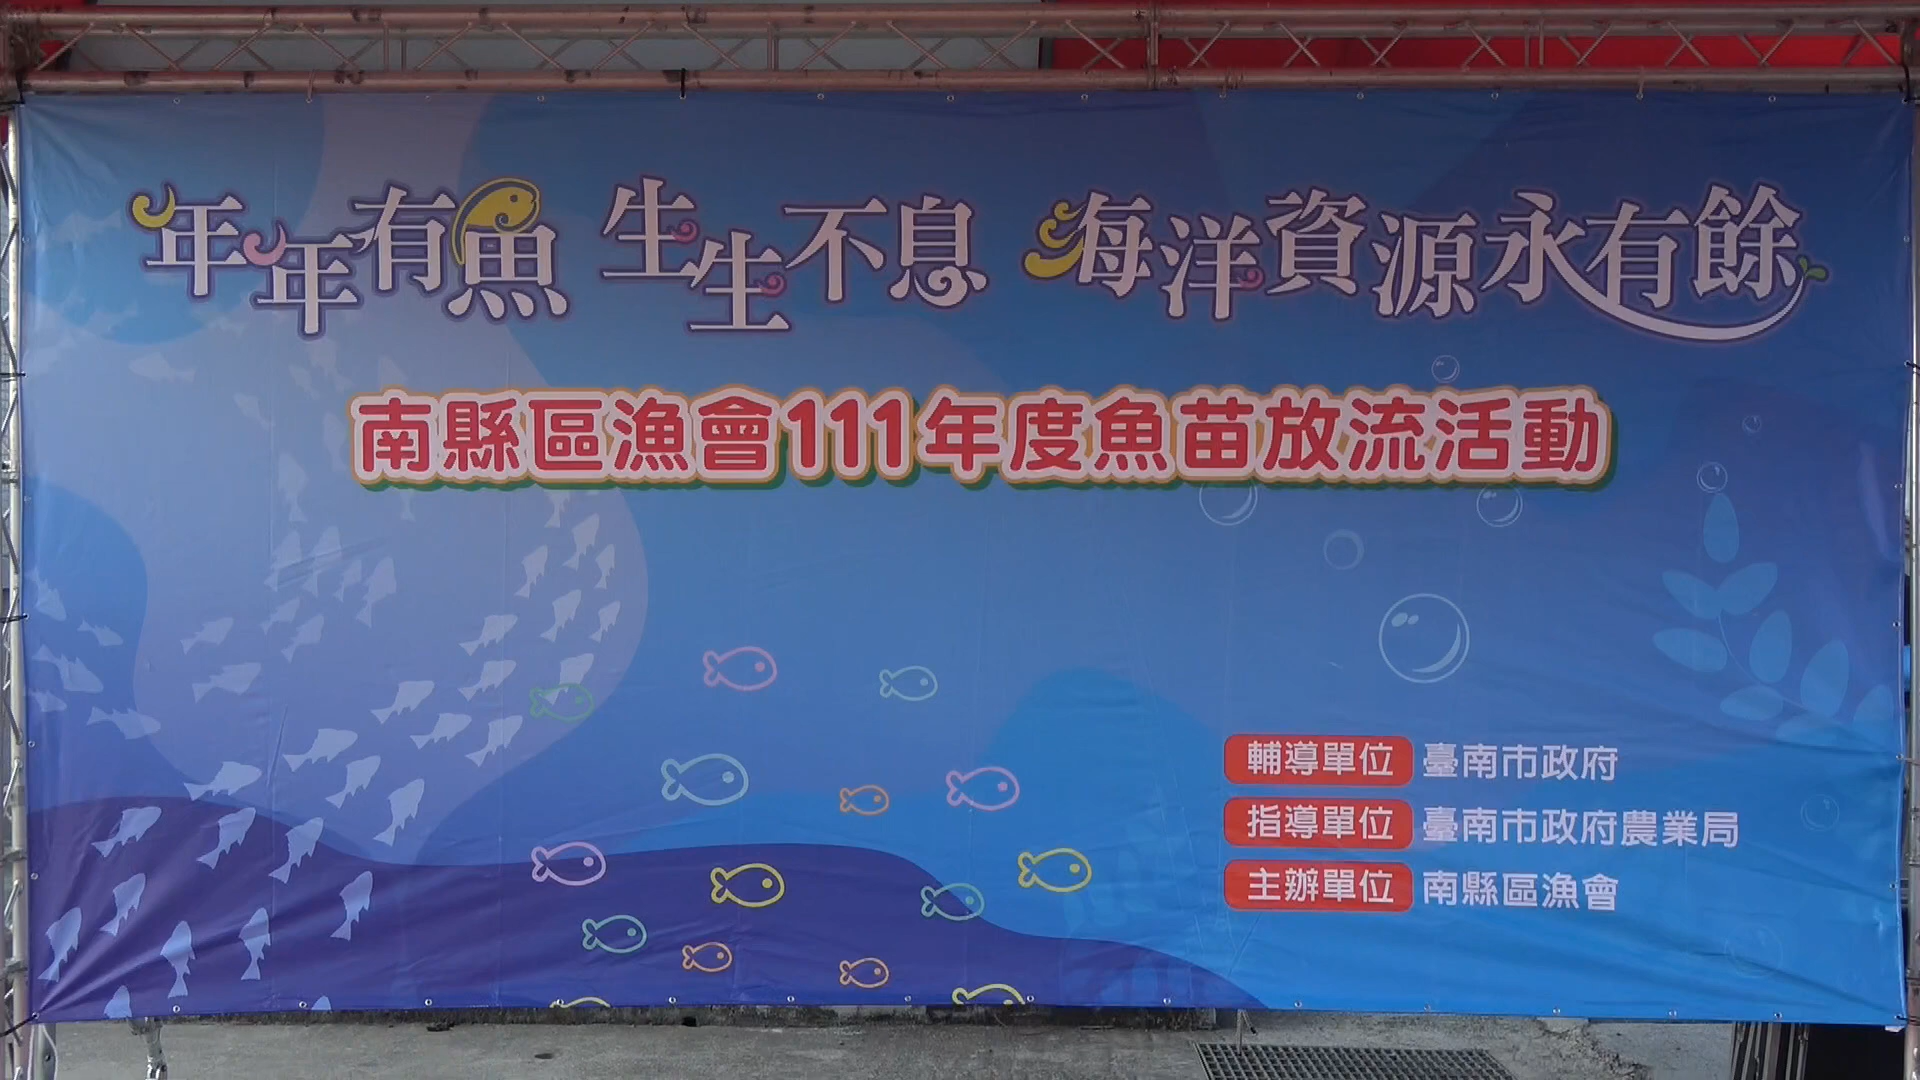 年年有魚 生生不息 海洋資源永有餘
南縣區漁會111年度魚苗放流活動
輔導單位 臺南市政府
指導單位 臺南市政府農業局
主辦單位 南縣區漁會